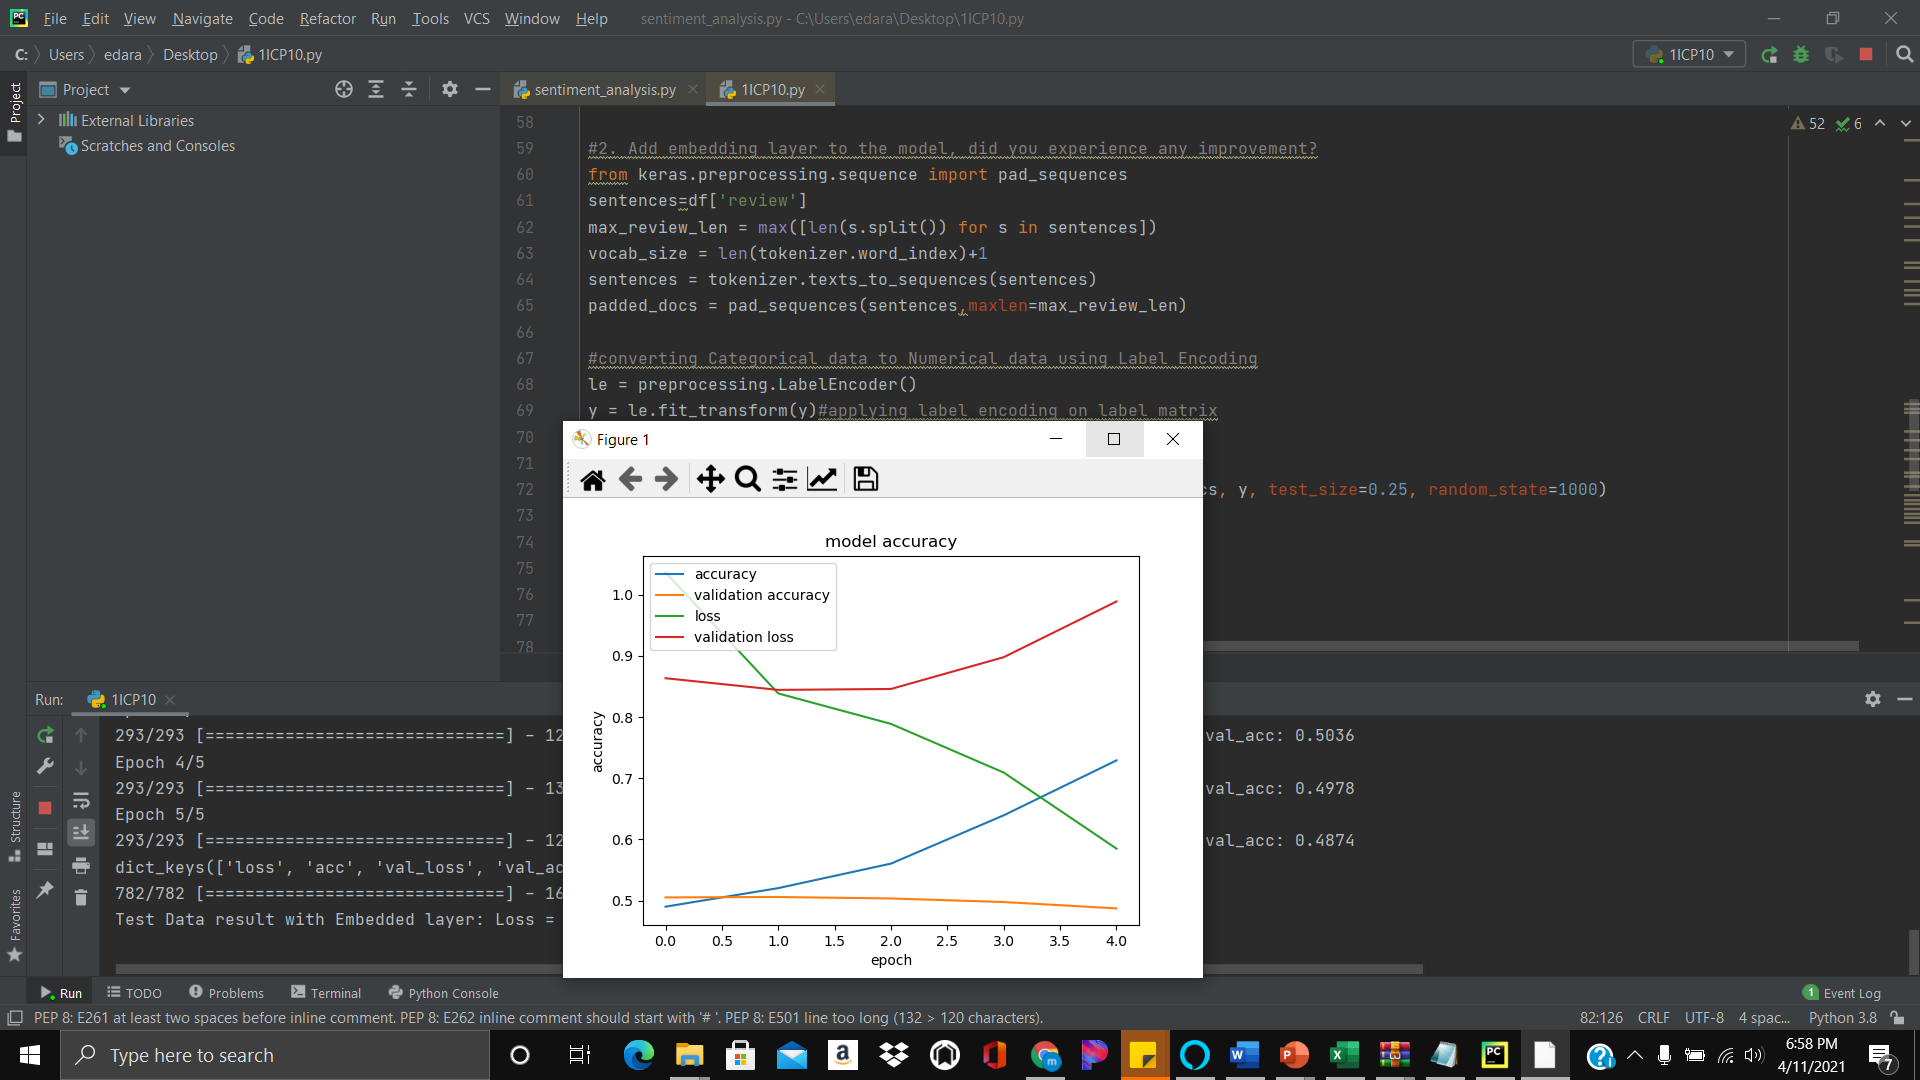 File Edit View Navigate Code Refactor Run Tools VCS Window Help sentiment_analysis.py - C:\Users\edara\Desktop\1ICP10.py
C: Users edara Desktop 1ICP10.py 1ICP10
Project
Project
sentiment_analysis.py 1ICP10.py
External Libraries
Scratches and Consoles
52 6
58
59 #2. Add embedding layer to the model, did you experience any improvement?
60 from keras.preprocessing.sequence import pad_sequences
61 sentences=df['review']
62 max_review_len = max([len(s.split()) for s in sentences])
63 vocab_size = len(tokenizer.word_index)+1
64 sentences = tokenizer.texts_to_sequences(sentences)
65 padded_docs = pad_sequences(sentences,maxlen=max_review_len)
66
67 #converting Categorical data to Numerical data using Label Encoding
68 le = preprocessing.LabelEncoder()
69 y = le.fit_transform(y)#applying label encoding on label matrix
70
71
72 cs, y, test_size=0.25, random_state=1000)
73
74
75
76
77
78
Figure 1
model accuracy
accuracy
validation accuracy
loss
validation loss
1.0
0.9
0.8
0.7
0.6
0.5
accuracy
0.0 0.5 1.0 1.5 2.0 2.5 3.0 3.5 4.0
epoch
Run: 1ICP10
293/293 [==============================] - 12 val_acc: 0.5036
Epoch 4/5
293/293 [==============================] - 13 val_acc: 0.4978
Epoch 5/5
293/293 [==============================] - 12 val_acc: 0.4874
dict_keys(['loss', 'acc', 'val_loss', 'val_ac
782/782 [==============================] - 16
Test Data result with Embedded layer: Loss =
Structure
Favorites
Run TODO Problems Terminal Python Console 1 Event Log
PEP 8: E261 at least two spaces before inline comment. PEP 8: E262 inline comment should start with '# '. PEP 8: E501 line too long (132 > 120 characters). 82:126 CRLF UTF-8 4 spac... Python 3.8
Type here to search
6:58 PM
4/11/2021
7